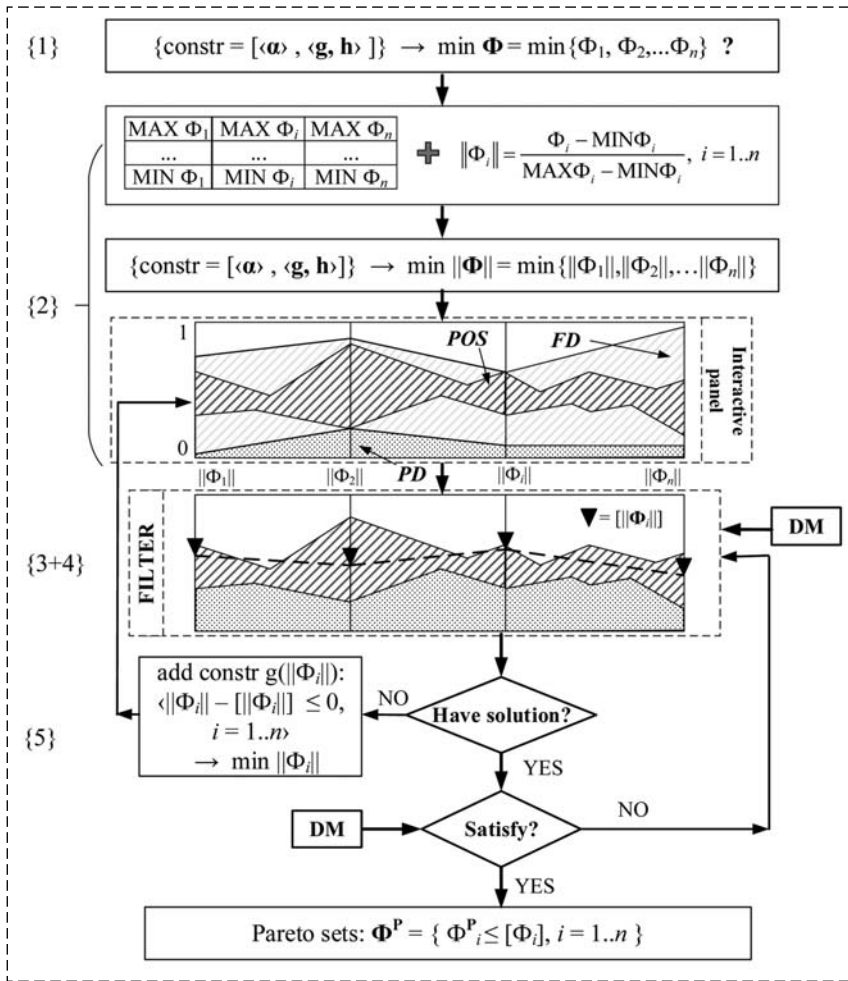 {1}
{constr = [‹α› , ‹g, h› ]} → min Φ = min{Φ1, Φ2,...Φn} ?
MAX Φ1 MAX Φi MAX Φn
... ... ...
MIN Φ1 MIN Φi MIN Φn
+ ||Φi|| = (Φi − MINΦi) / (MAXΦi − MINΦi), i = 1..n
{2}
{constr = [‹α› , ‹g, h›]} → min ||Φ|| = min{||Φ1||,||Φ2||,...||Φn||}
1
0
POS
FD
PD
Interactive
panel
||Φ1|| ||Φ2|| ||Φi|| ||Φn||
{3+4}
FILTER
▼= [||Φi||]
DM
{5}
add constr g(||Φi||):
‹||Φi|| – [||Φi||] ≤ 0,
i = 1..n›
→ min ||Φi||
NO
Have solution?
YES
DM
Satisfy?
NO
YES
Pareto sets: Φᴾ = { Φᴾi ≤ [Φi], i = 1..n }